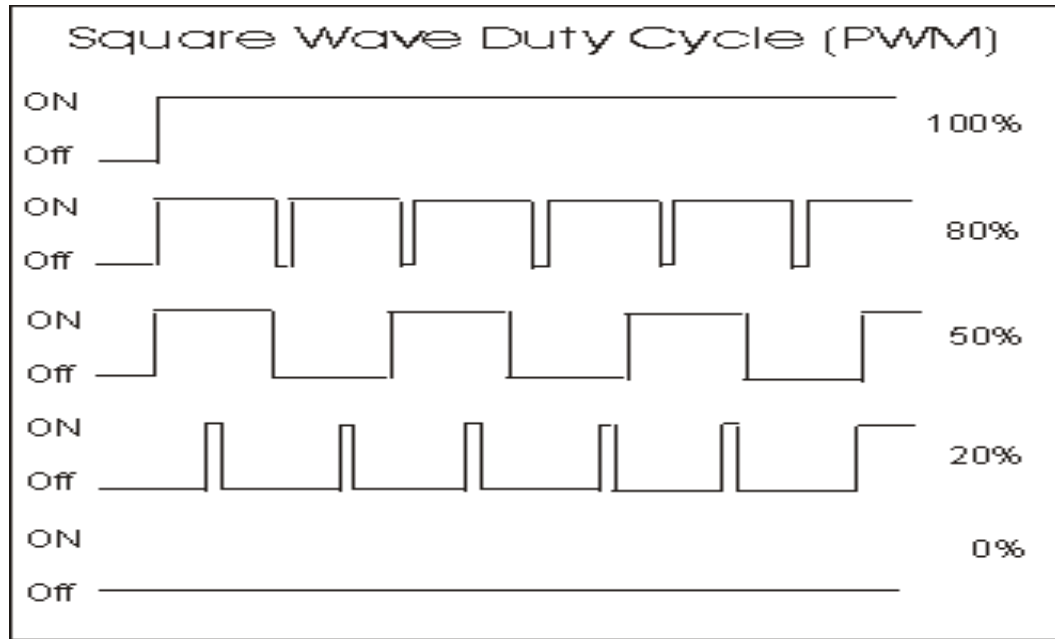 Square Wave Duty Cycle (PWM)
ON
100%
Off
ON
80%
Off
ON
50%
Off
ON
20%
Off
ON
0%
Off